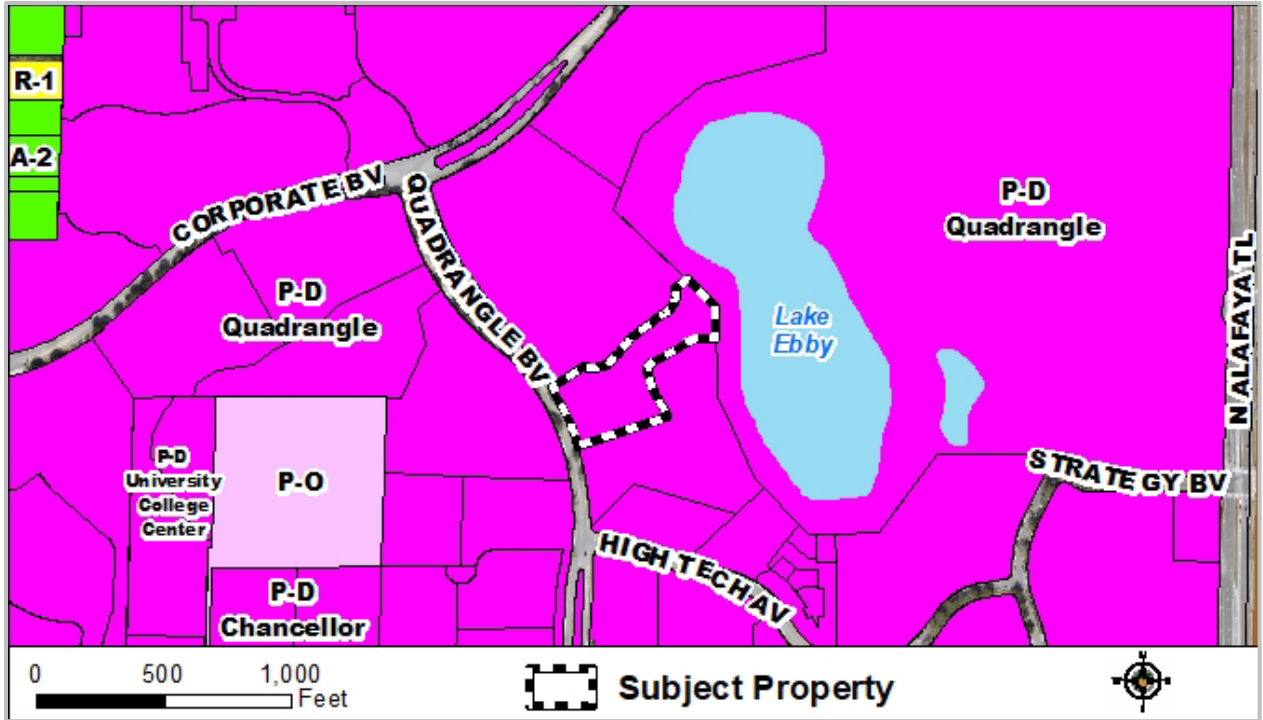 R-1
A-2
CORPORATE BV
QUADRANGLE BV
P-D
Quadrangle
P-D
Quadrangle
Lake
Ebby
N ALAFAYA TL
P-D
University
College
Center
P-O
STRATEGY BV
HIGH TECH AV
P-D
Chancellor
0 500 1,000
Feet
Subject Property
N